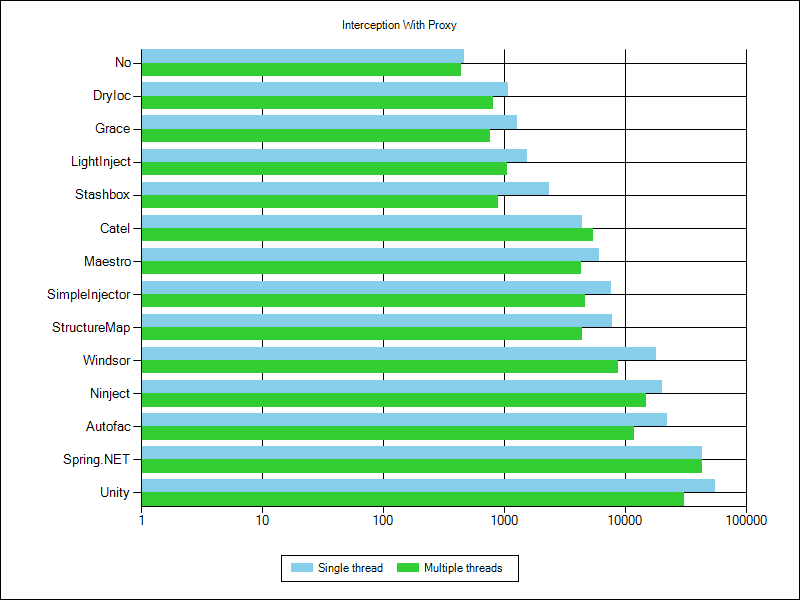 Interception With Proxy
No
DryIoc
Grace
LightInject
Stashbox
Catel
Maestro
SimpleInjector
StructureMap
Windsor
Ninject
Autofac
Spring.NET
Unity
1 10 100 1000 10000 100000
Single thread Multiple threads